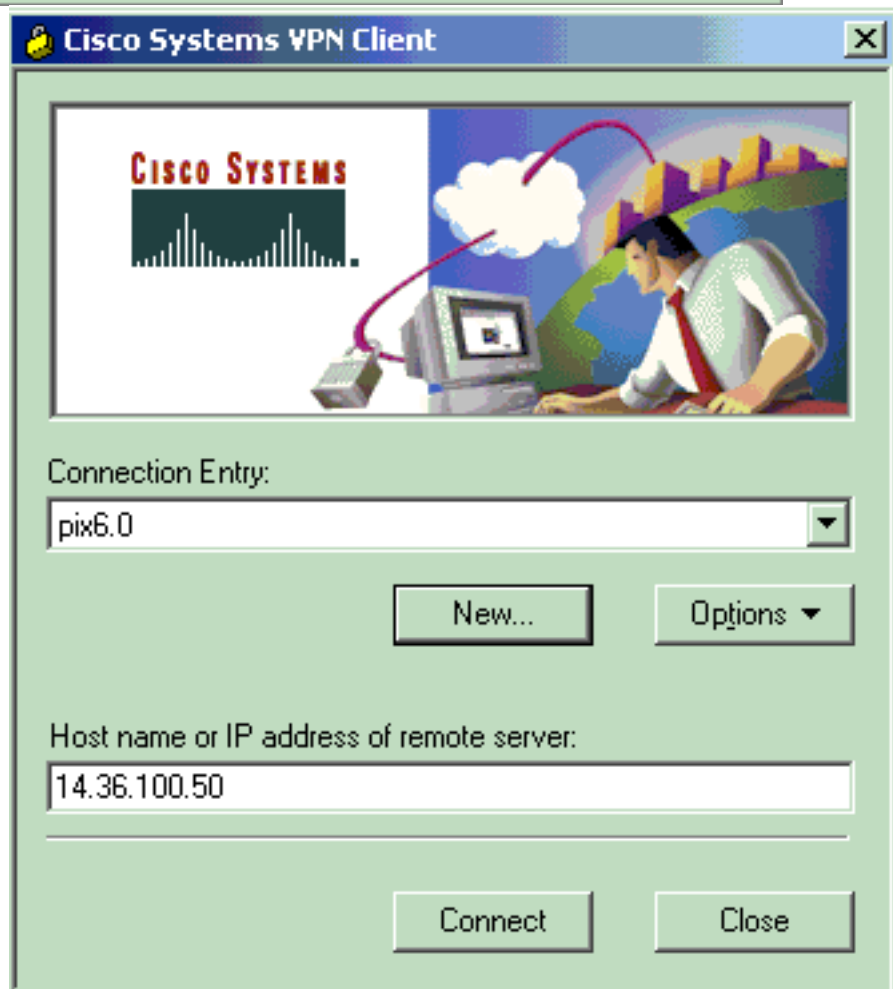 Cisco Systems VPN Client
CISCO SYSTEMS
Connection Entry:
pix6.0
New...
Options
Host name or IP address of remote server:
14.36.100.50
Connect
Close